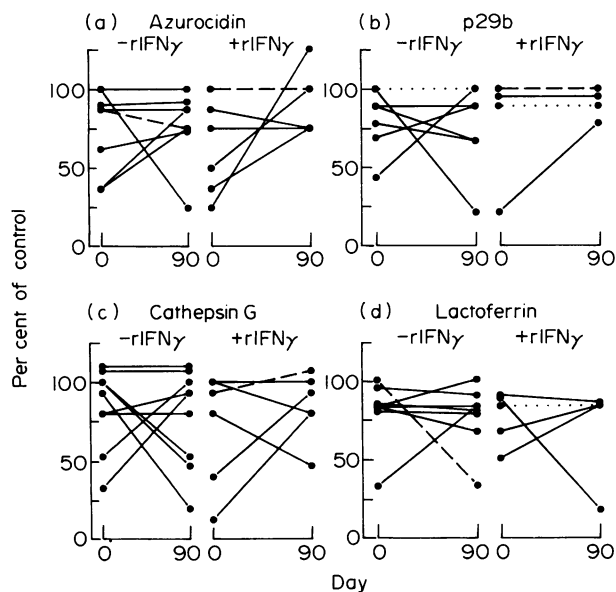 (a) Azurocidin
−rIFNγ +rIFNγ
(b) p29b
−rIFNγ +rIFNγ
100
50
0
0 90 0 90
100
50
0
0 90 0 90
(c) Cathepsin G
−rIFNγ +rIFNγ
(d) Lactoferrin
−rIFNγ +rIFNγ
100
50
0
0 90 0 90
100
50
0
0 90 0 90
Per cent of control
Day